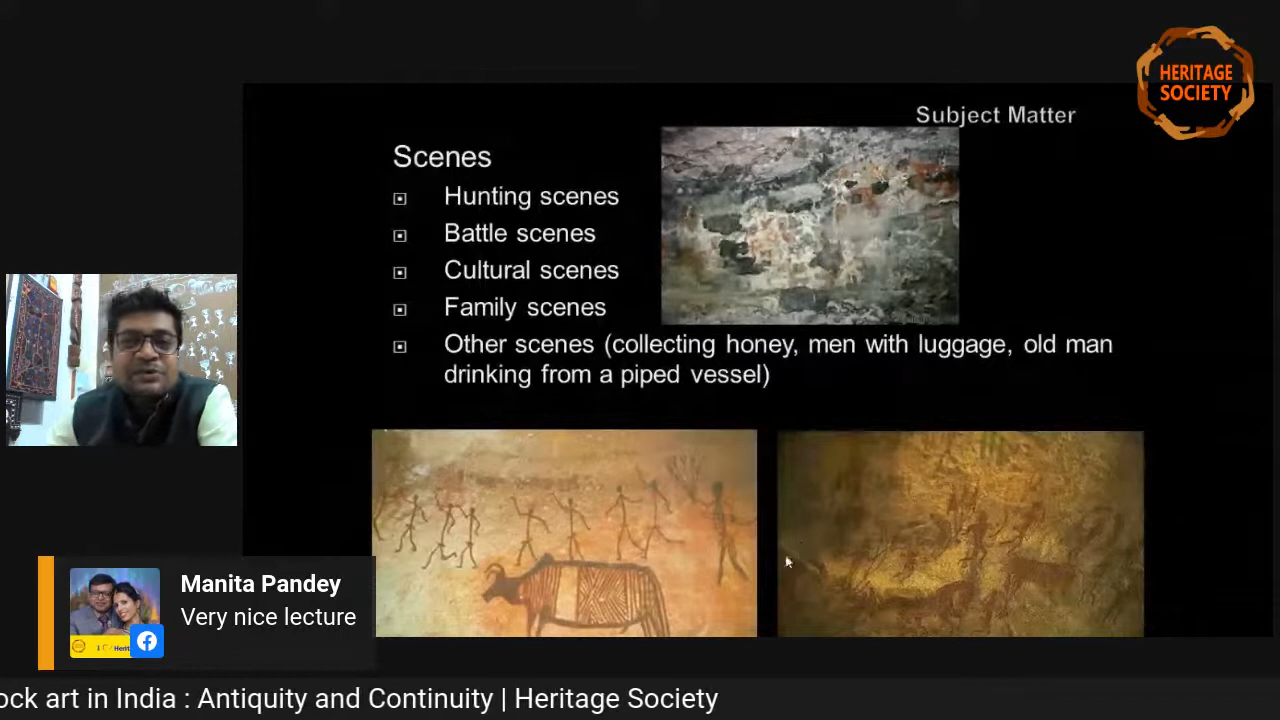 HERITAGE
SOCIETY
Subject Matter
Scenes
Hunting scenes
Battle scenes
Cultural scenes
Family scenes
Other scenes (collecting honey, men with luggage, old man
drinking from a piped vessel)
Manita Pandey
Very nice lecture
ock art in India : Antiquity and Continuity | Heritage Society